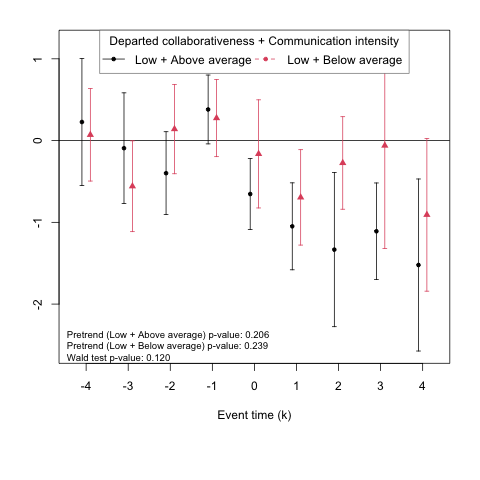 Departed collaborativeness + Communication intensity
Low + Above average
Low + Below average
1
0
-1
-2
Pretrend (Low + Above average) p-value: 0.206
Pretrend (Low + Below average) p-value: 0.239
Wald test p-value: 0.120
-4 -3 -2 -1 0 1 2 3 4
Event time (k)